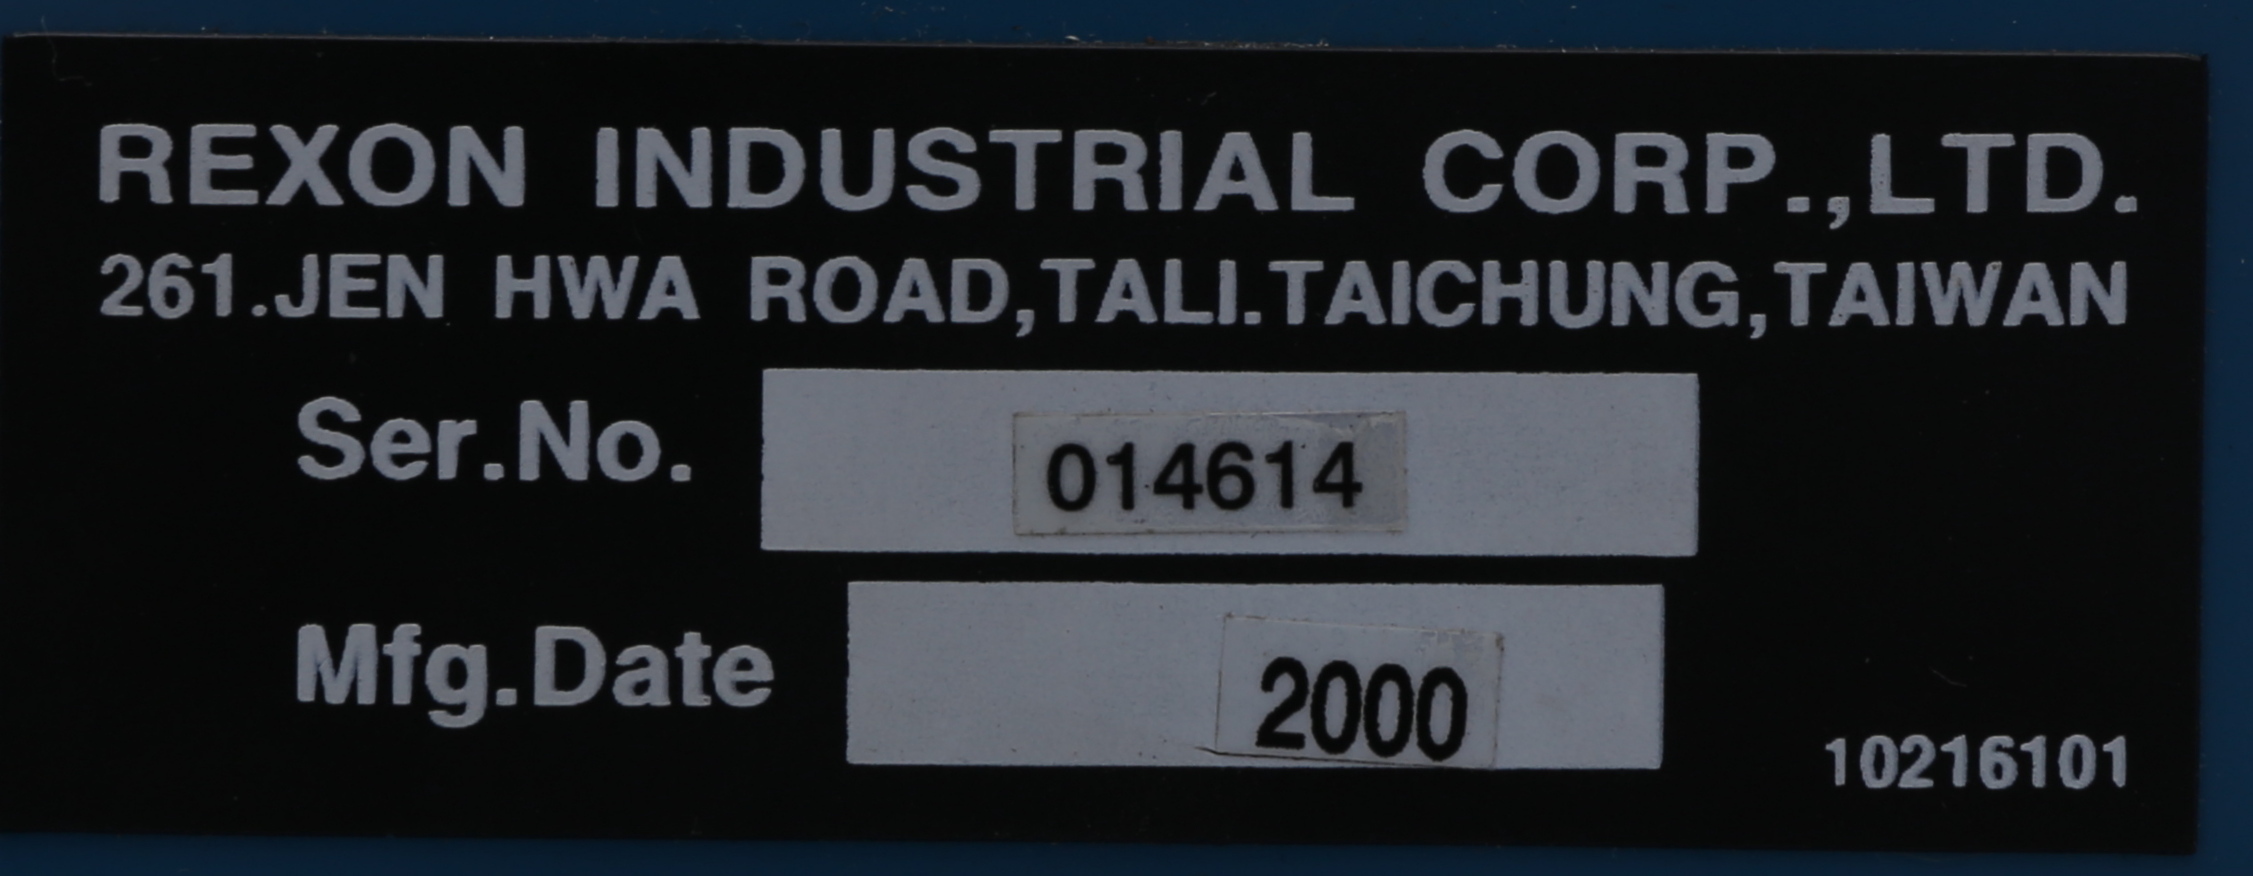 REXON INDUSTRIAL CORP.,LTD.
261.JEN HWA ROAD,TALI.TAICHUNG,TAIWAN
Ser.No. 014614
Mfg.Date 2000
10216101